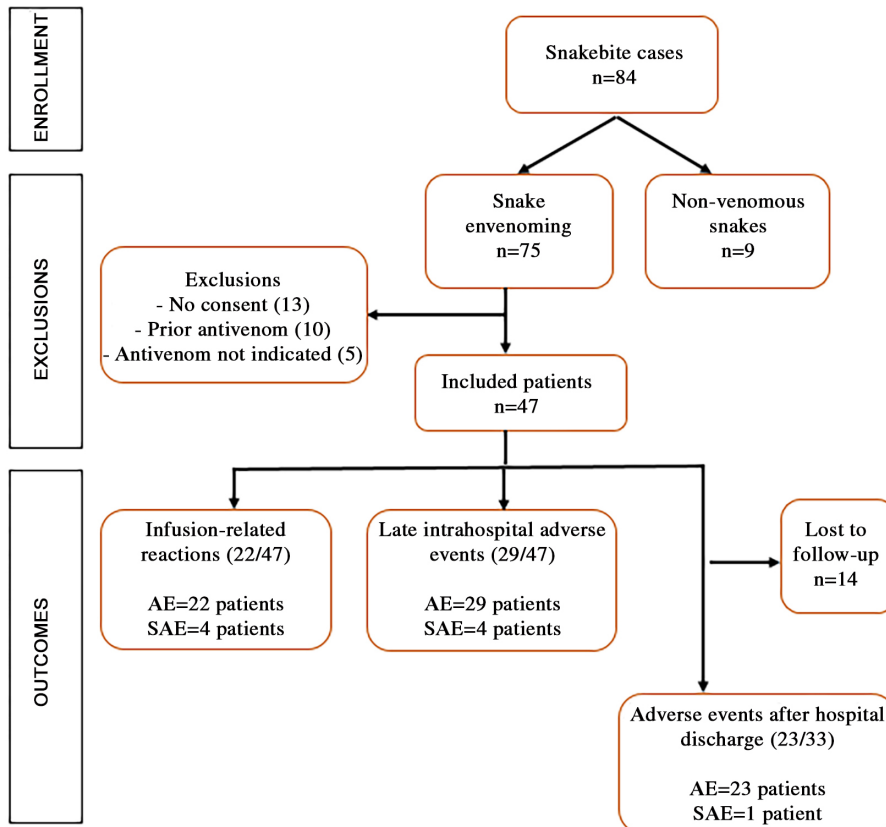 ENROLLMENT
Snakebite cases
n=84
EXCLUSIONS
Snake
envenoming
n=75
Non-venomous
snakes
n=9
Exclusions
- No consent (13)
- Prior antivenom (10)
- Antivenom not indicated (5)
Included patients
n=47
OUTCOMES
Infusion-related
reactions (22/47)
AE=22 patients
SAE=4 patients
Late intrahospital adverse
events (29/47)
AE=29 patients
SAE=4 patients
Lost to
follow-up
n=14
Adverse events after hospital
discharge (23/33)
AE=23 patients
SAE=1 patient